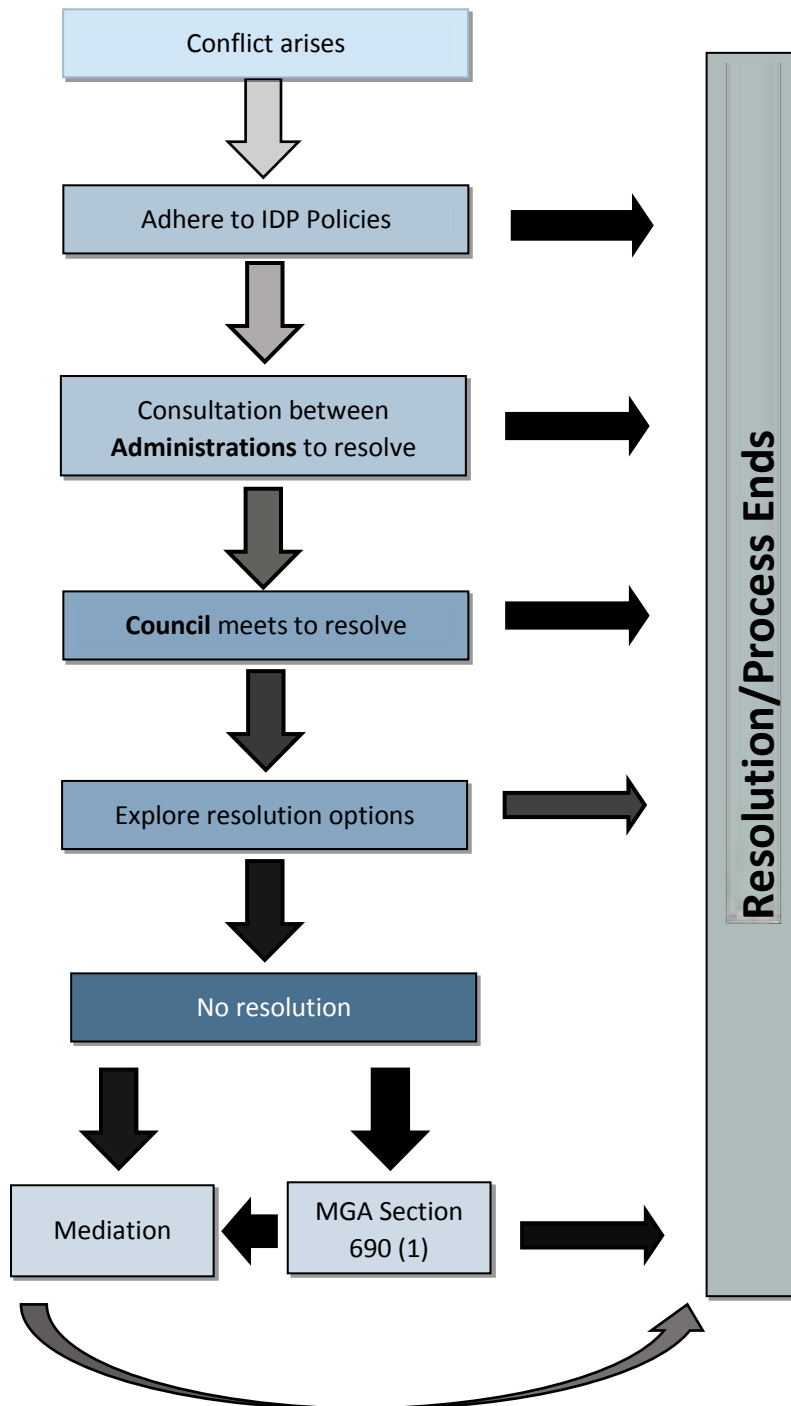 Conflict arises
Adhere to IDP Policies
Consultation between
Administrations to resolve
Council meets to resolve
Explore resolution options
No resolution
Mediation
MGA Section
690 (1)
Resolution/Process Ends